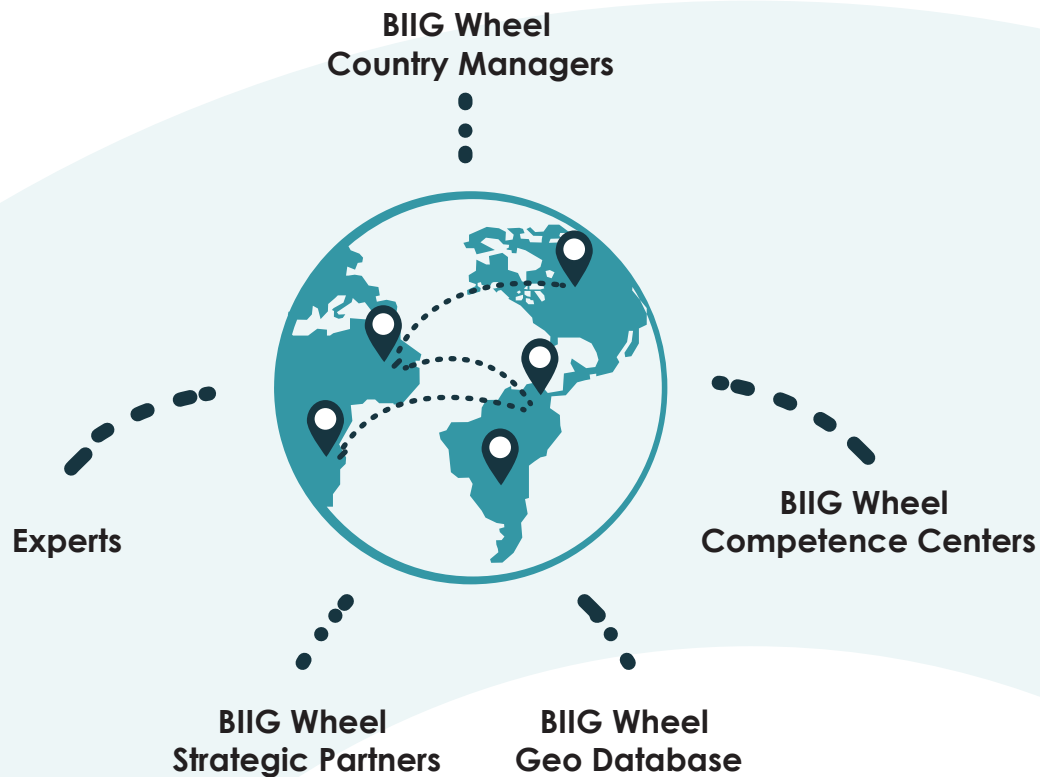 BIIG Wheel
Country Managers
Experts
BIIG Wheel
Competence Centers
BIIG Wheel
Strategic Partners
BIIG Wheel
Geo Database